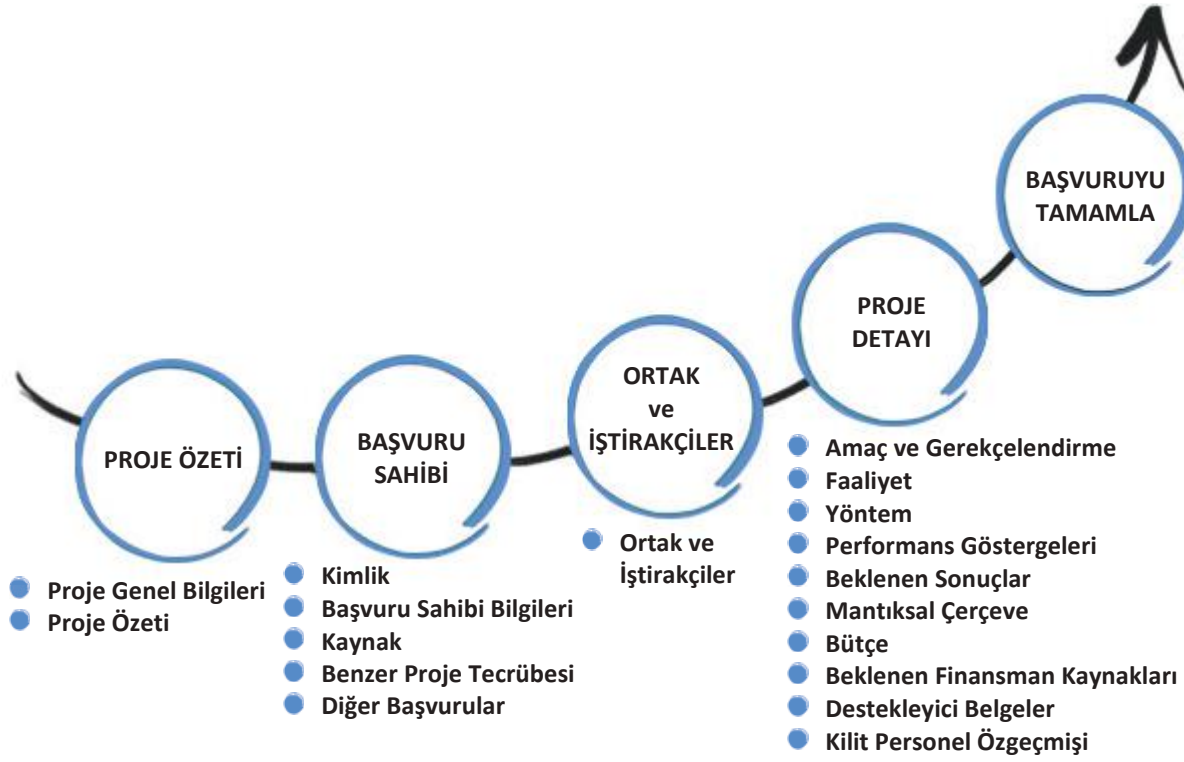 PROJE ÖZETİ
Proje Genel Bilgileri
Proje Özeti
BAŞVURU
SAHİBİ
Kimlik
Başvuru Sahibi Bilgileri
Kaynak
Benzer Proje Tecrübesi
Diğer Başvurular
ORTAK
ve
İŞTİRAKÇİLER
Ortak ve
İştirakçiler
PROJE
DETAYI
Amaç ve Gerekçelendirme
Faaliyet
Yöntem
Performans Göstergeleri
Beklenen Sonuçlar
Mantıksal Çerçeve
Bütçe
Beklenen Finansman Kaynakları
Destekleyici Belgeler
Kilit Personel Özgeçmişi
BAŞVURUYU
TAMAMLA